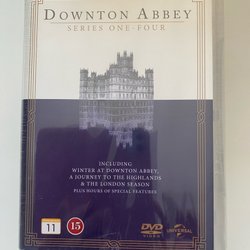 DOWNTON ABBEY
SERIES ONE-FOUR
INCLUDING
WINTER AT DOWNTON ABBEY,
A JOURNEY TO THE HIGHLANDS
& THE LONDON SEASON
PLUS HOURS OF SPECIAL FEATURES
11
15
DVD
VIDEO
UNIVERSAL